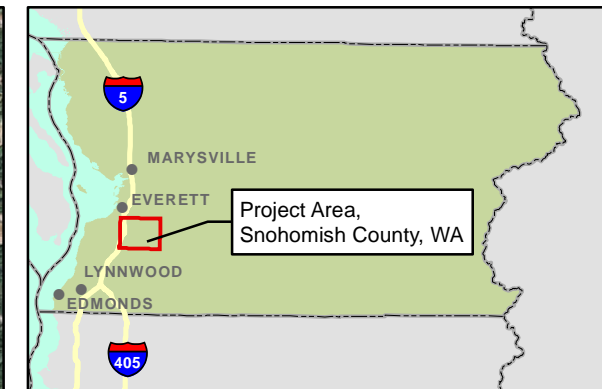 5
MARYSVILLE
EVERETT
Project Area,
Snohomish County, WA
LYNNWOOD
EDMONDS
405